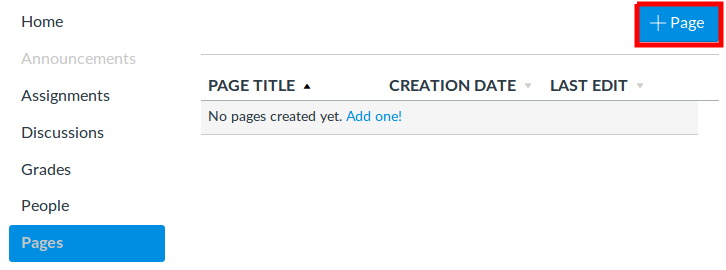 Home
Announcements
Assignments
Discussions
Grades
People
Pages
+ Page
PAGE TITLE CREATION DATE LAST EDIT
No pages created yet. Add one!